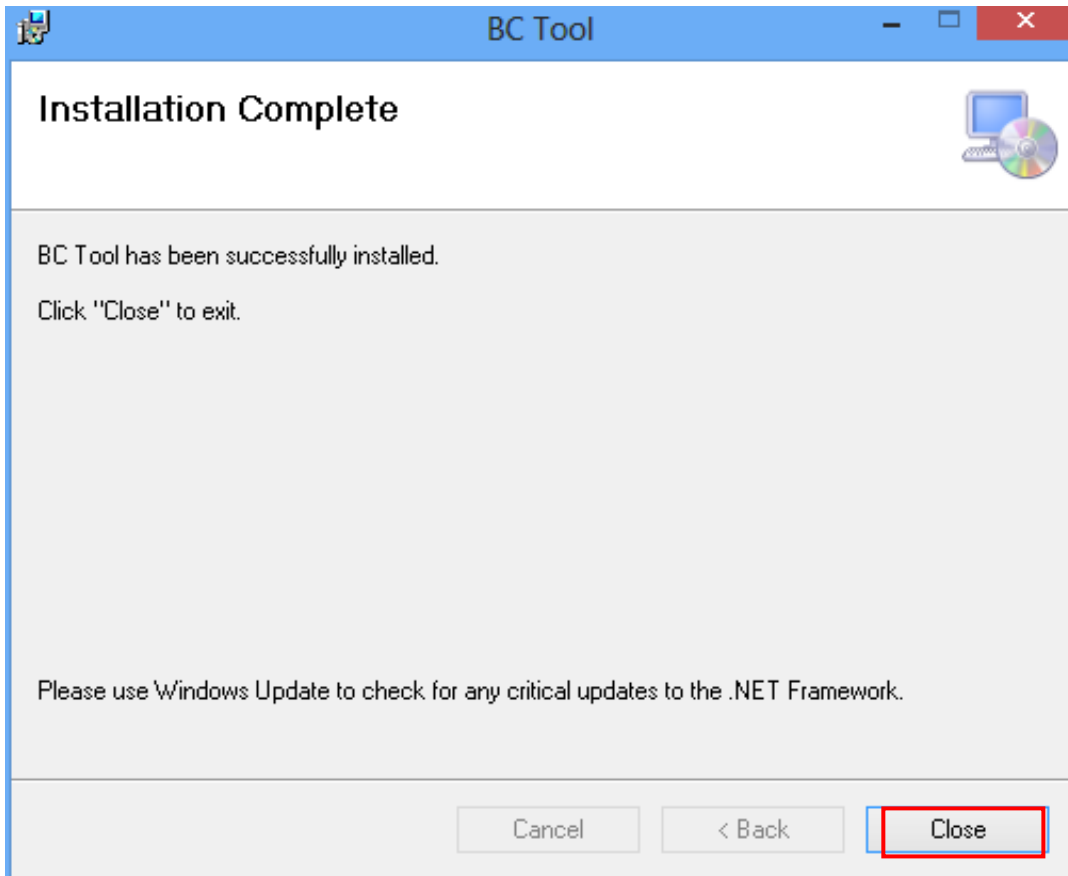 BC Tool
Installation Complete
BC Tool has been successfully installed.
Click "Close" to exit.
Please use Windows Update to check for any critical updates to the .NET Framework.
Cancel
< Back
Close